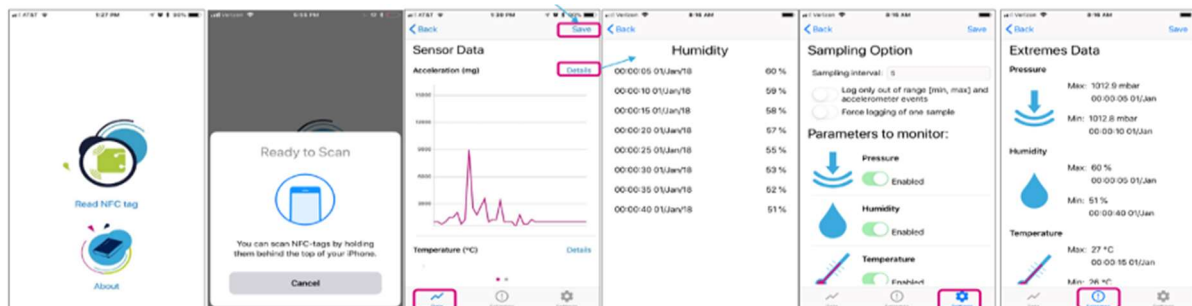 1:27 PM
Read NFC tag
About
Ready to Scan
You can scan NFC-tags by holding
them behind the top of your iPhone.
Cancel
AT&T
Back
Save
Sensor Data
Acceleration (mg)
Details
Temperature (°C)
Details
Verizon 8:16 AM
Back
Humidity
00:00:05 01/Jan/18 60 %
00:00:10 01/Jan/18 59 %
00:00:15 01/Jan/18 58 %
00:00:20 01/Jan/18 57 %
00:00:25 01/Jan/18 55 %
00:00:30 01/Jan/18 53 %
00:00:35 01/Jan/18 52 %
00:00:40 01/Jan/18 51 %
Verizon 8:16 AM
Back Save
Sampling Option
Sampling interval: 5
Log only out of range [min, max] and
accelerometer events
Force logging of one sample
Parameters to monitor:
Pressure
Enabled
Humidity
Enabled
Temperature
Enabled
Verizon 8:16 AM
Back Save
Extremes Data
Pressure
Max: 1012.9 mbar
00:00:05 01/Jan
Min: 1012.8 mbar
00:00:10 01/Jan
Humidity
Max: 60 %
00:00:05 01/Jan
Min: 51 %
00:00:40 01/Jan
Temperature
Max: 27 °C
00:00:15 01/Jan
Min: 26 °C